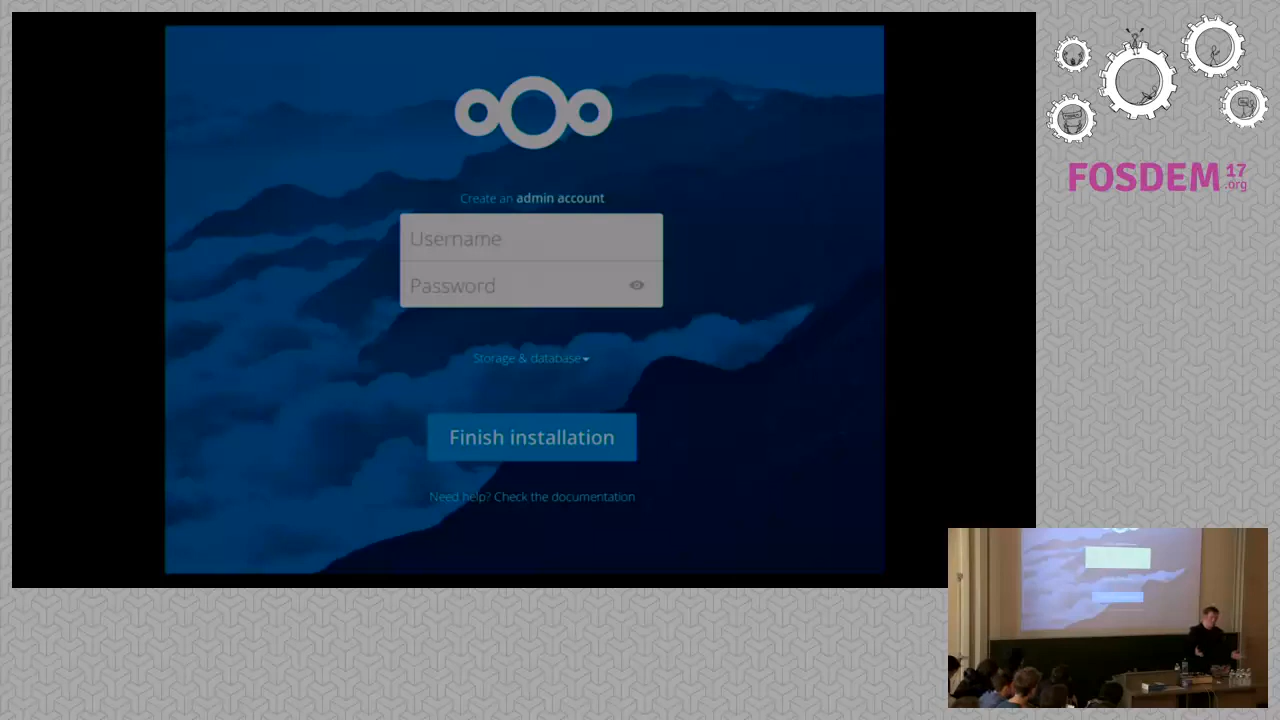 Create an admin account
Username
Password
Storage & database
Finish installation
Need help? Check the documentation
FOSDEM 17
.org